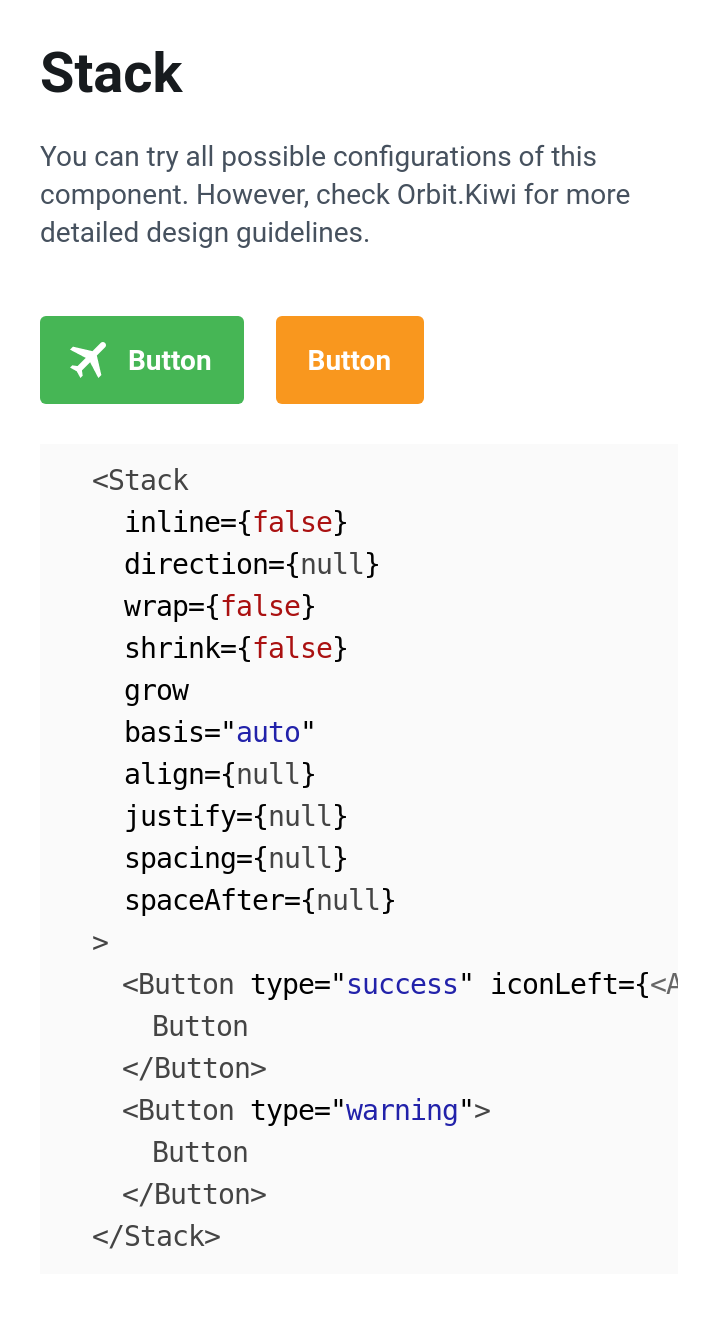 Stack
You can try all possible configurations of this
component. However, check Orbit.Kiwi for more
detailed design guidelines.
Button Button
<Stack
inline={false}
direction={null}
wrap={false}
shrink={false}
grow
basis="auto"
align={null}
justify={null}
spacing={null}
spaceAfter={null}
>
<Button type="success" iconLeft={<A
Button
</Button>
<Button type="warning">
Button
</Button>
</Stack>